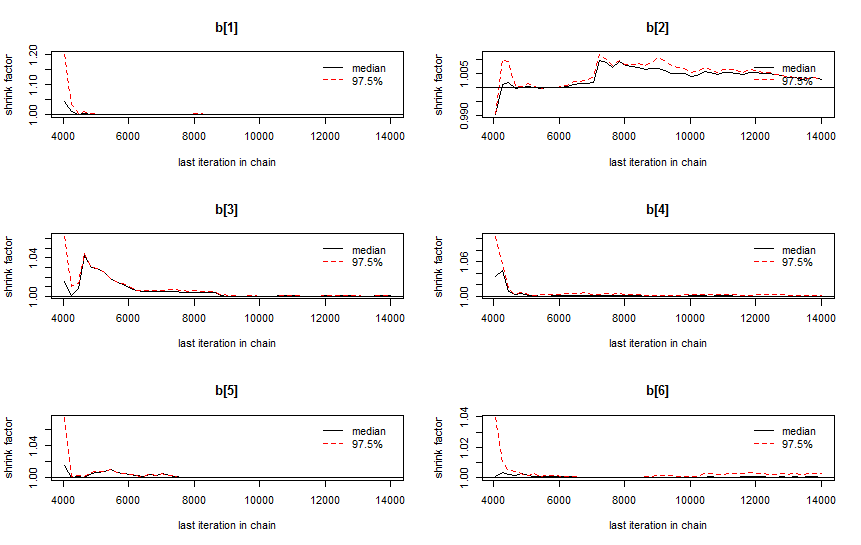 b[1]
shrink factor
1.00 1.10 1.20
median
97.5%
4000 6000 8000 10000 12000 14000
last iteration in chain
b[2]
shrink factor
0.990 1.005
median
97.5%
4000 6000 8000 10000 12000 14000
last iteration in chain
b[3]
shrink factor
1.00 1.04
median
97.5%
4000 6000 8000 10000 12000 14000
last iteration in chain
b[4]
shrink factor
1.00 1.06
median
97.5%
4000 6000 8000 10000 12000 14000
last iteration in chain
b[5]
shrink factor
1.00 1.04
median
97.5%
4000 6000 8000 10000 12000 14000
last iteration in chain
b[6]
shrink factor
1.00 1.02 1.04
median
97.5%
4000 6000 8000 10000 12000 14000
last iteration in chain